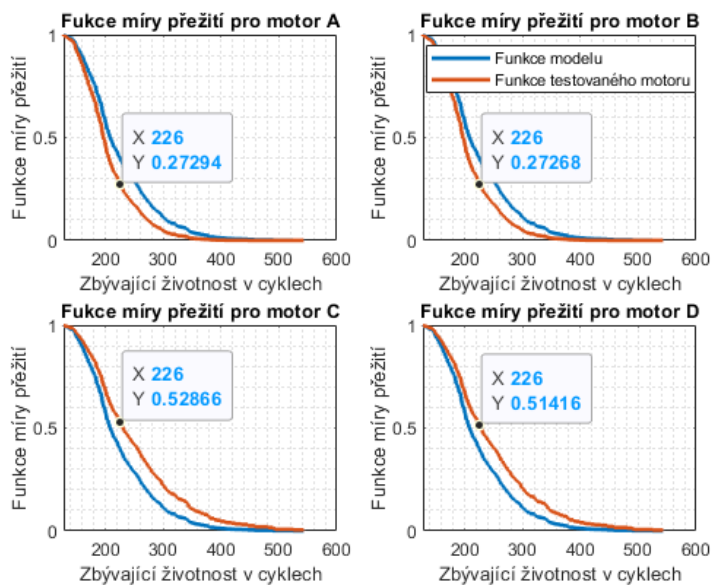 Fukce míry přežití pro motor A
Funkce míry přežití
1
0.5
0
X 226
Y 0.27294
200 300 400 500 600
Zbývající životnost v cyklech
Fukce míry přežití pro motor B
Funkce modelu
Funkce testovaného motoru
Funkce míry přežití
1
0.5
0
X 226
Y 0.27268
200 300 400 500 600
Zbývající životnost v cyklech
Fukce míry přežití pro motor C
Funkce míry přežití
1
0.5
0
X 226
Y 0.52866
200 300 400 500 600
Zbývající životnost v cyklech
Fukce míry přežití pro motor D
Funkce míry přežití
1
0.5
0
X 226
Y 0.51416
200 300 400 500 600
Zbývající životnost v cyklech